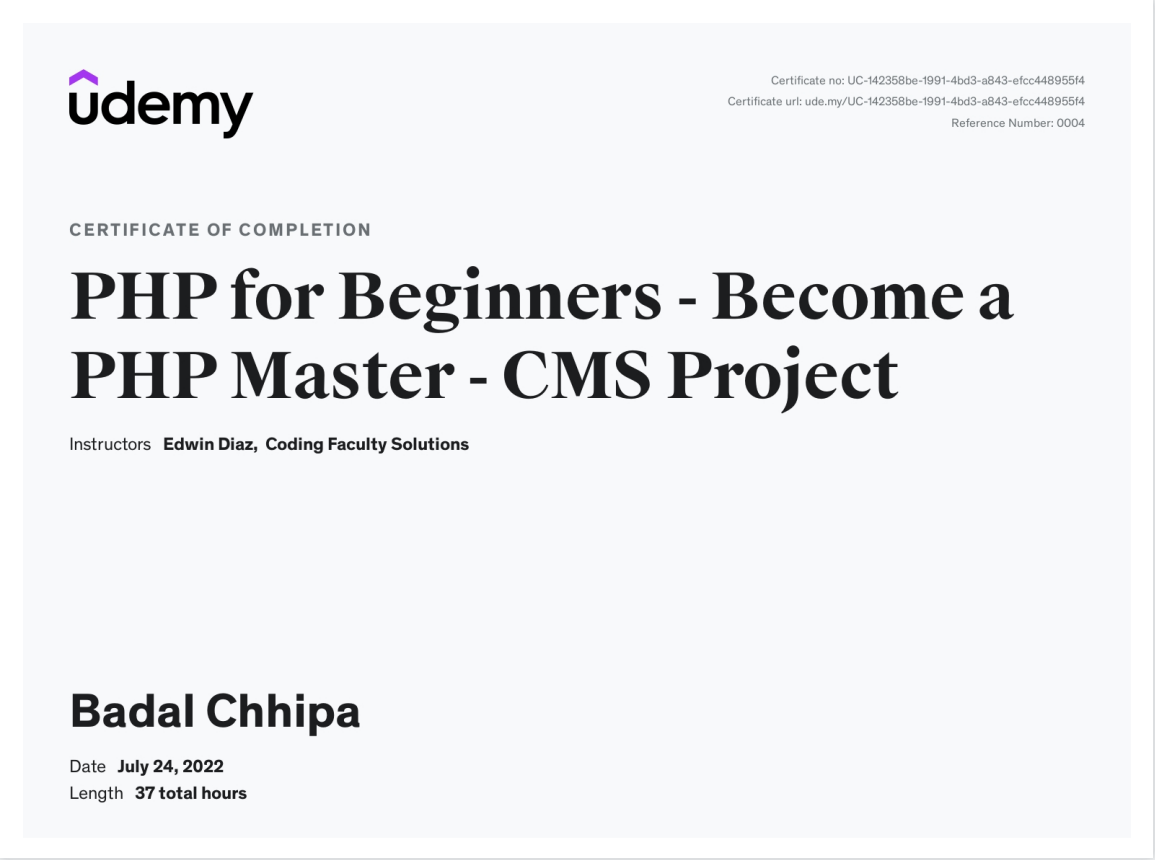 udemy
Certificate no: UC-142358be-1991-4bd3-a843-efcc448955f4
Certificate url: ude.my/UC-142358be-1991-4bd3-a843-efcc448955f4
Reference Number: 0004
CERTIFICATE OF COMPLETION
PHP for Beginners - Become a
PHP Master - CMS Project
Instructors Edwin Diaz, Coding Faculty Solutions
Badal Chhipa
Date July 24, 2022
Length 37 total hours